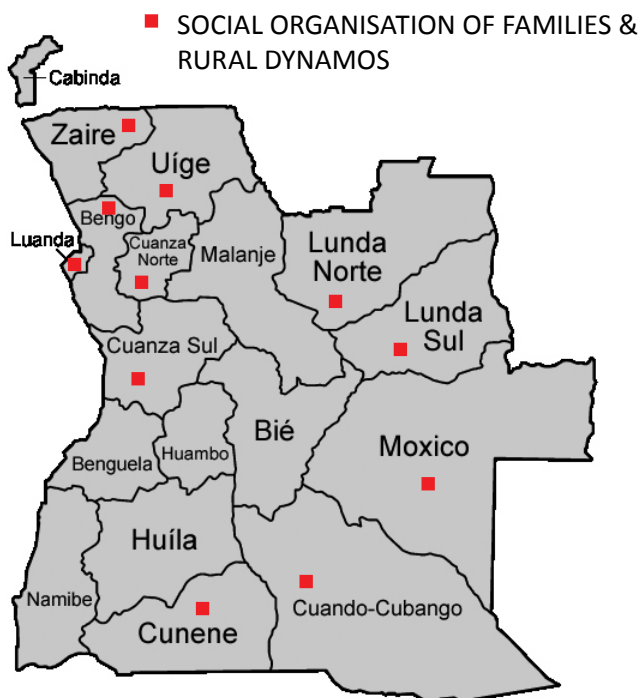 SOCIAL ORGANISATION OF FAMILIES &
RURAL DYNAMOS
Cabinda
Zaire
Uíge
Bengo
Luanda
Cuanza
Norte
Malanje
Lunda
Norte
Lunda
Sul
Cuanza Sul
Bié
Moxico
Benguela
Huambo
Huíla
Namibe
Cunene
Cuando-Cubango